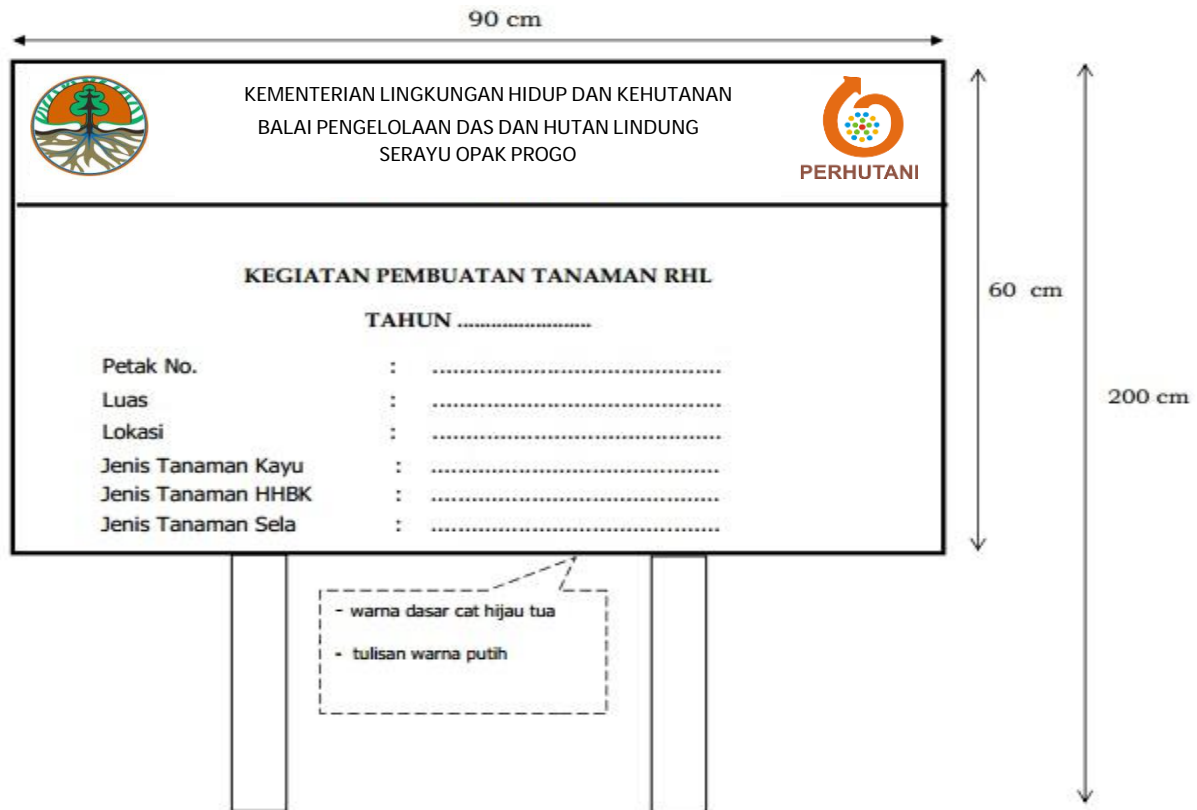 90 cm
KEMENTERIAN LINGKUNGAN HIDUP DAN KEHUTANAN
BALAI PENGELOLAAN DAS DAN HUTAN LINDUNG
SERAYU OPAK PROGO
PERHUTANI
KEGIATAN PEMBUATAN TANAMAN RHL
TAHUN ........................
60 cm
Petak No. : ...........................................
Luas : ...........................................
200 cm
Lokasi : ...........................................
Jenis Tanaman Kayu : ...........................................
Jenis Tanaman HHBK : ...........................................
Jenis Tanaman Sela : ...........................................
- warna dasar cat hijau tua
- tulisan warna putih